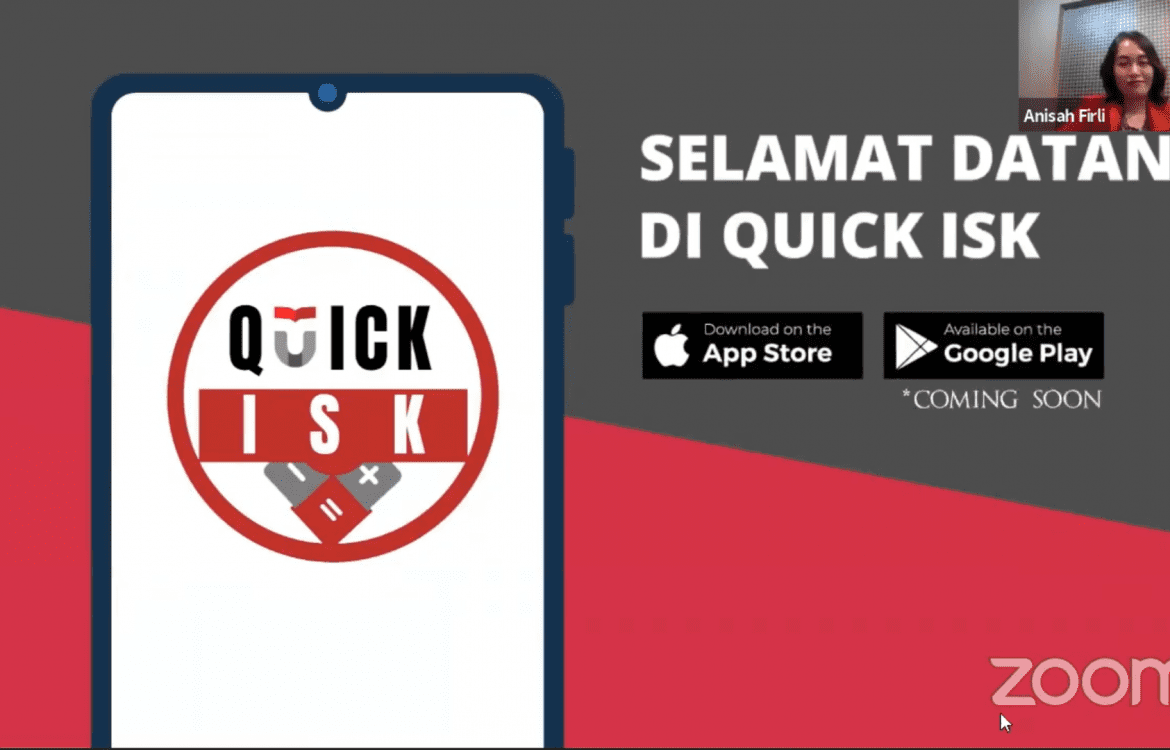 Anisah Firli
SELAMAT DATAN
DI QUICK ISK
QUICK
ISK
Download on the
App Store
Available on the
Google Play
*COMING SOON
zoom